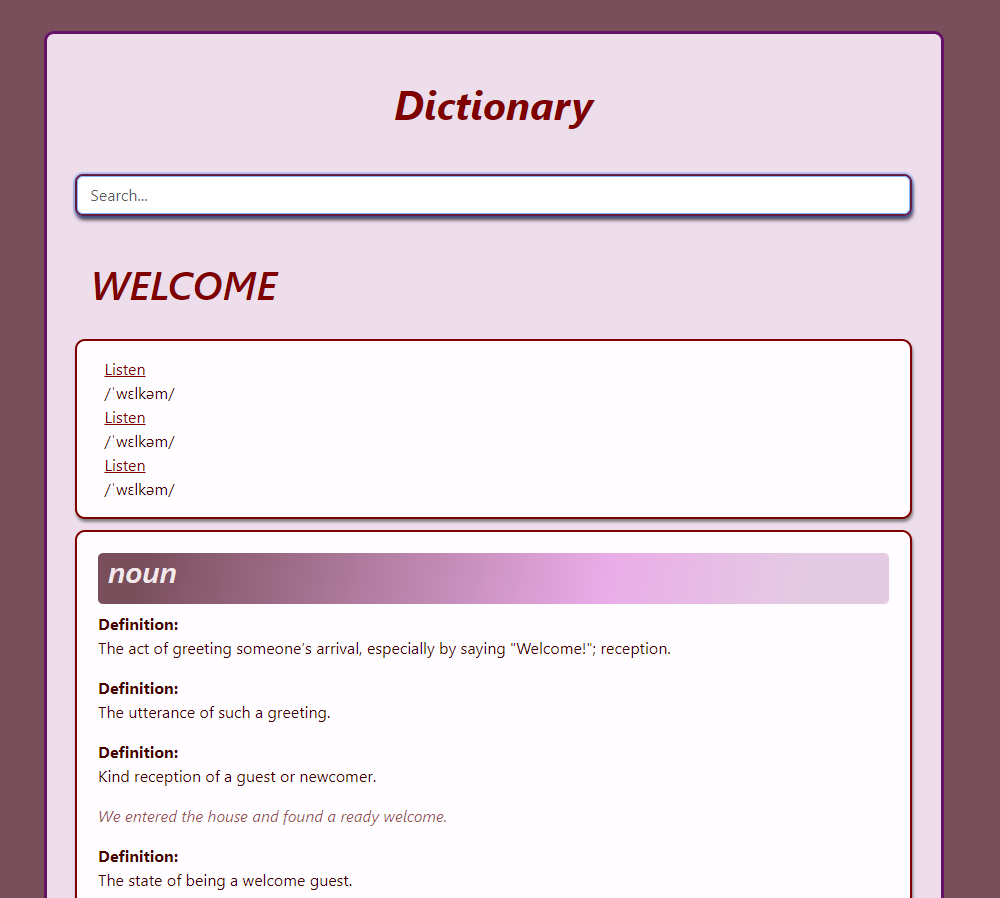 Dictionary
Search...
WELCOME
Listen
/ˈwɛlkəm/
Listen
/ˈwɛlkəm/
Listen
/ˈwɛlkəm/
noun
Definition:
The act of greeting someone’s arrival, especially by saying "Welcome!"; reception.
Definition:
The utterance of such a greeting.
Definition:
Kind reception of a guest or newcomer.
We entered the house and found a ready welcome.
Definition:
The state of being a welcome guest.